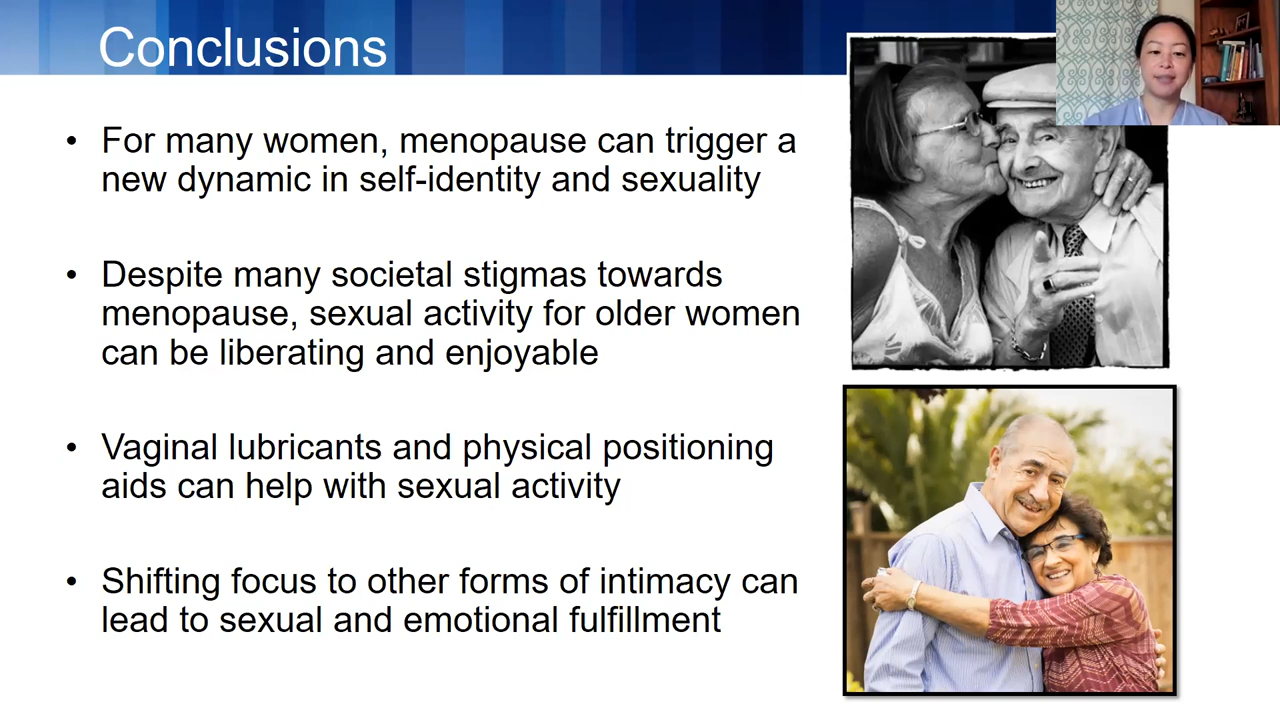 Conclusions
• For many women, menopause can trigger a
new dynamic in self-identity and sexuality
• Despite many societal stigmas towards
menopause, sexual activity for older women
can be liberating and enjoyable
• Vaginal lubricants and physical positioning
aids can help with sexual activity
• Shifting focus to other forms of intimacy can
lead to sexual and emotional fulfillment